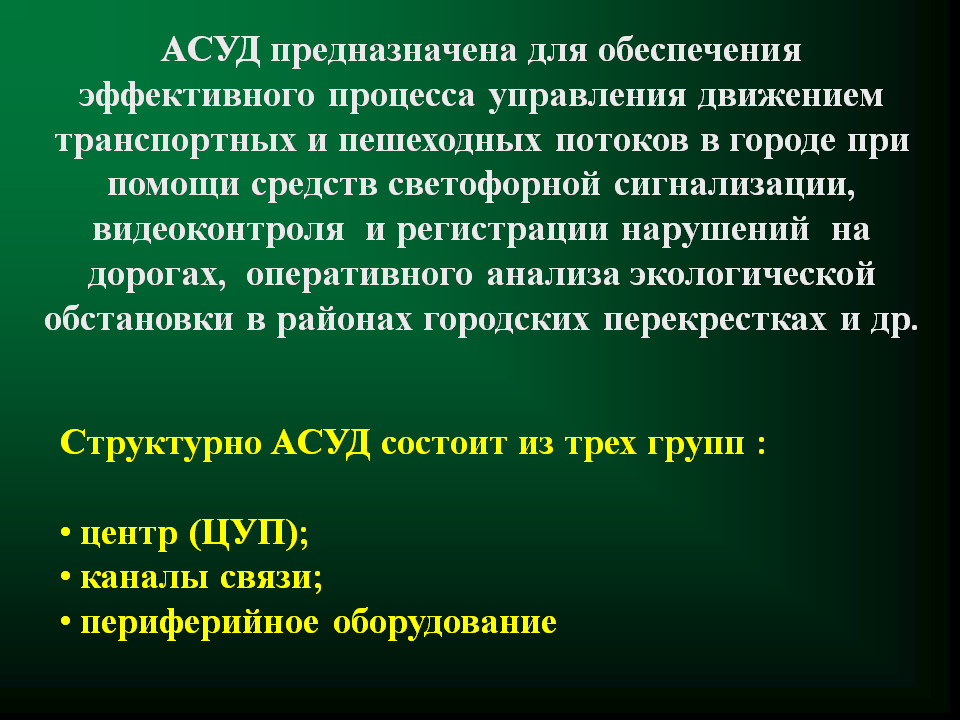 АСУД предназначена для обеспечения
эффективного процесса управления движением
транспортных и пешеходных потоков в городе при
помощи средств светофорной сигнализации,
видеоконтроля и регистрации нарушений на
дорогах, оперативного анализа экологической
обстановки в районах городских перекрестках и др.
Структурно АСУД состоит из трех групп :
• центр (ЦУП);
• каналы связи;
• периферийное оборудование